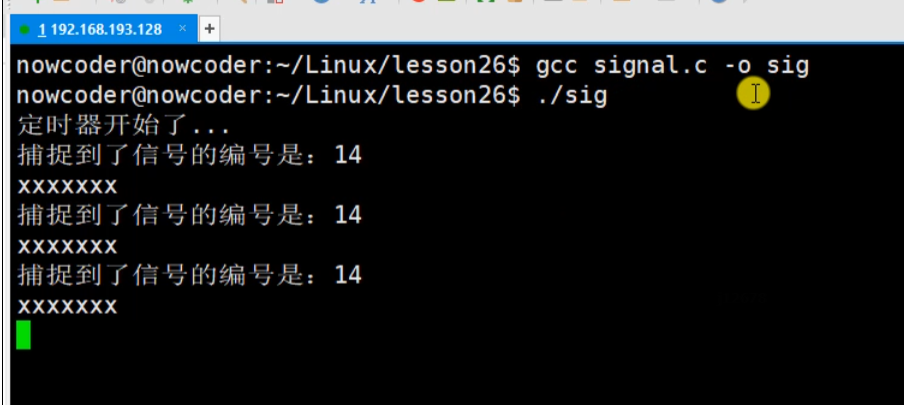 1 192.168.193.128 × +
nowcoder@nowcoder:~/Linux/lesson26$ gcc signal.c -o sig
nowcoder@nowcoder:~/Linux/lesson26$ ./sig
定时器开始了...
捕捉到了信号的编号是：14
xxxxxxx
捕捉到了信号的编号是：14
xxxxxxx
捕捉到了信号的编号是：14
xxxxxxx